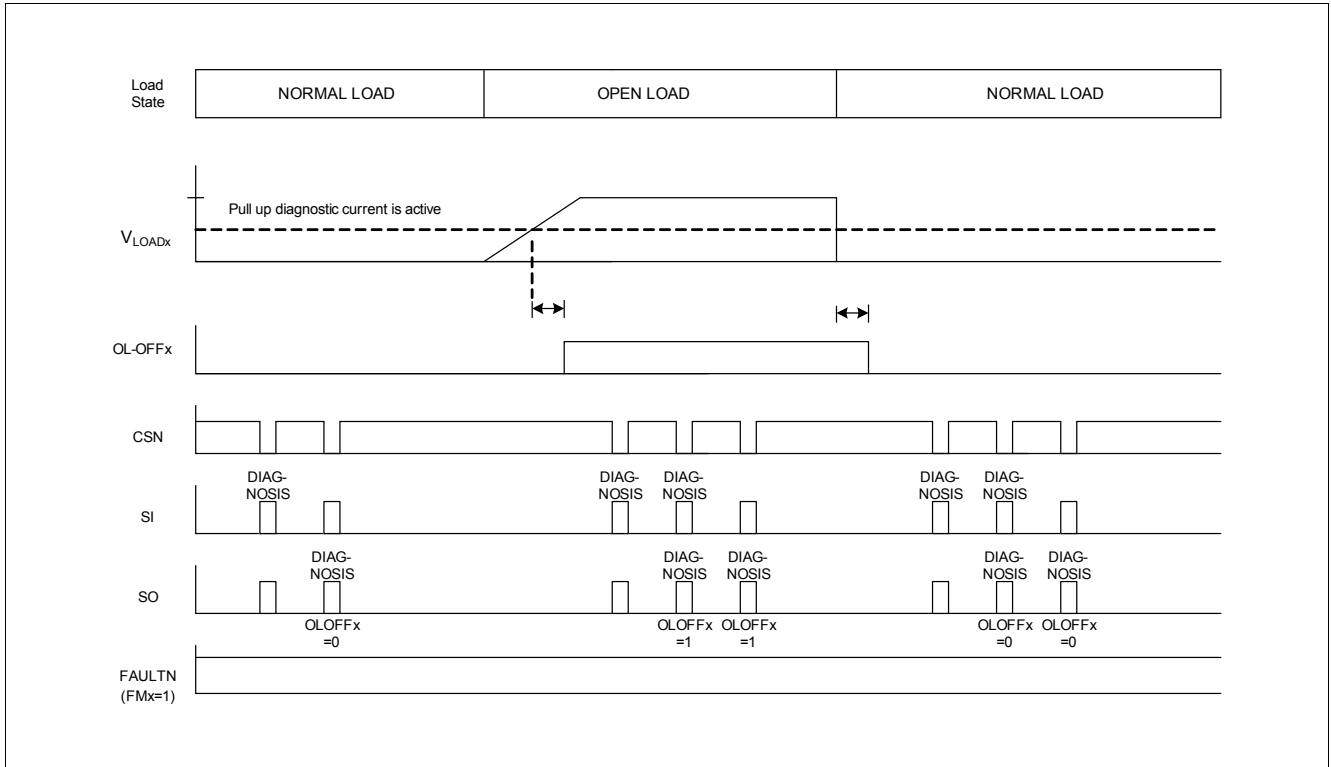 Load
State
NORMAL LOAD
OPEN LOAD
NORMAL LOAD
Pull up diagnostic current is active
VLOADx
OL-OFFx
CSN
DIAG-
NOSIS
DIAG-
NOSIS
DIAG-
NOSIS
DIAG-
NOSIS
DIAG-
NOSIS
SI
DIAG-
NOSIS
DIAG-
NOSIS
DIAG-
NOSIS
DIAG-
NOSIS
DIAG-
NOSIS
SO
OLOFFx
=0
OLOFFx
=1
OLOFFx
=1
OLOFFx
=0
OLOFFx
=0
FAULTN
(FMx=1)